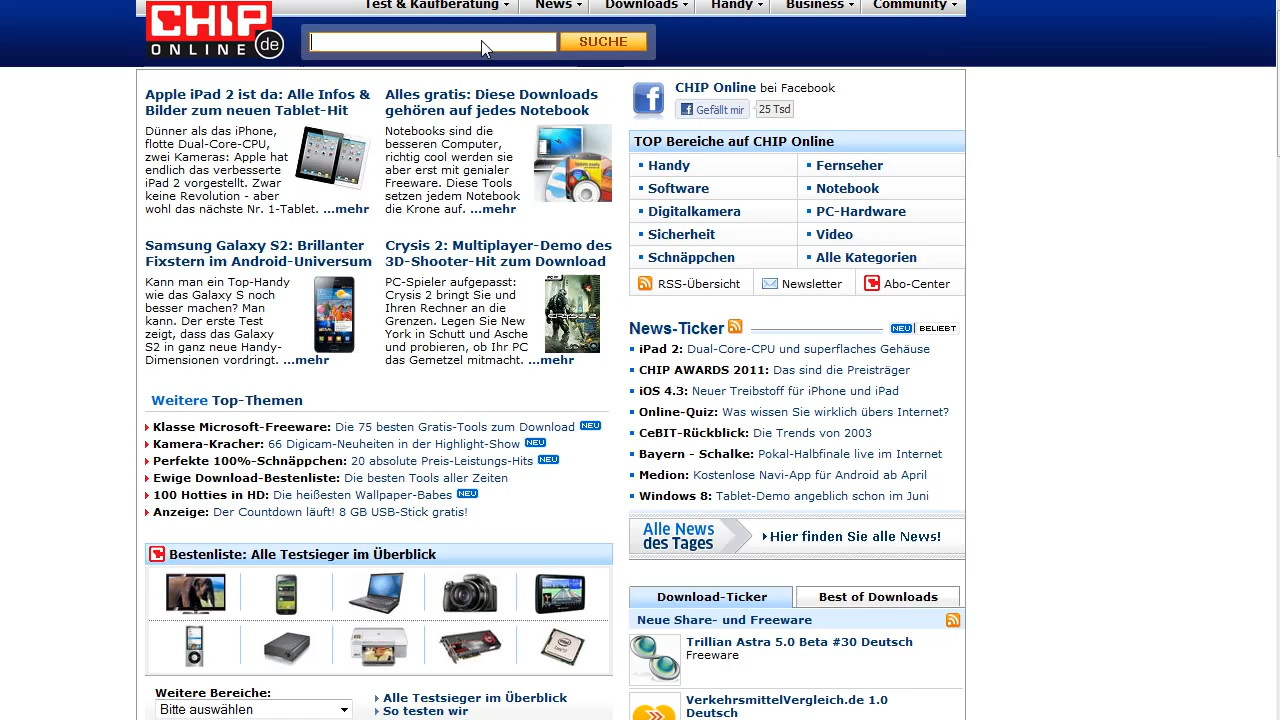 Test & Kaufberatung
News
Downloads
Handy
Business
Community
CHIP
ONLINE de
SUCHE
Apple iPad 2 ist da: Alle Infos &
Bilder zum neuen Tablet-Hit
Dünner als das iPhone,
flotte Dual-Core-CPU,
zwei Kameras: Apple hat
endlich das verbesserte
iPad 2 vorgestellt. Zwar
keine Revolution - aber
wohl das nächste Nr. 1-Tablet. ...mehr
Alles gratis: Diese Downloads
gehören auf jedes Notebook
Notebooks sind die
besseren Computer,
richtig cool werden sie
aber erst mit genialer
Freeware. Diese Tools
setzen jedem Notebook
die Krone auf. ...mehr
Samsung Galaxy S2: Brillanter
Fixstern im Android-Universum
Kann man ein Top-Handy
wie das Galaxy S noch
besser machen? Man
kann. Der erste Test
zeigt, dass das Galaxy
S2 in ganz neue Handy-
Dimensionen vordringt. ...mehr
Crysis 2: Multiplayer-Demo des
3D-Shooter-Hit zum Download
PC-Spieler aufgepasst:
Crysis 2 bringt Sie und
Ihren Rechner an die
Grenzen. Legen Sie New
York in Schutt und Asche
und probieren, ob Ihr PC
das Gemetzel mitmacht. ...mehr
CRYSIS 2
Weitere Top-Themen
Klasse Microsoft-Freeware: Die 75 besten Gratis-Tools zum Download NEU
Kamera-Kracher: 66 Digicam-Neuheiten in der Highlight-Show NEU
Perfekte 100%-Schnäppchen: 20 absolute Preis-Leistungs-Hits NEU
Ewige Download-Bestenliste: Die besten Tools aller Zeiten
100 Hotties in HD: Die heißesten Wallpaper-Babes NEU
Anzeige: Der Countdown läuft! 8 GB USB-Stick gratis!
Bestenliste: Alle Testsieger im Überblick
Weitere Bereiche:
Bitte auswählen
Alle Testsieger im Überblick
So testen wir
CHIP Online bei Facebook
Gefällt mir 25 Tsd
TOP Bereiche auf CHIP Online
Handy
Fernseher
Software
Notebook
Digitalkamera
PC-Hardware
Sicherheit
Video
Schnäppchen
Alle Kategorien
RSS-Übersicht
Newsletter
Abo-Center
News-Ticker
NEU BELIEBT
iPad 2: Dual-Core-CPU und superflaches Gehäuse
CHIP AWARDS 2011: Das sind die Preisträger
iOS 4.3: Neuer Treibstoff für iPhone und iPad
Online-Quiz: Was wissen Sie wirklich übers Internet?
CeBIT-Rückblick: Die Trends von 2003
Bayern - Schalke: Pokal-Halbfinale live im Internet
Medion: Kostenlose Navi-App für Android ab April
Windows 8: Tablet-Demo angeblich schon im Juni
Alle News
des Tages
Hier finden Sie alle News!
Download-Ticker
Best of Downloads
Neue Share- und Freeware
Trillian Astra 5.0 Beta #30 Deutsch
Freeware
VerkehrsmittelVergleich.de 1.0
Deutsch